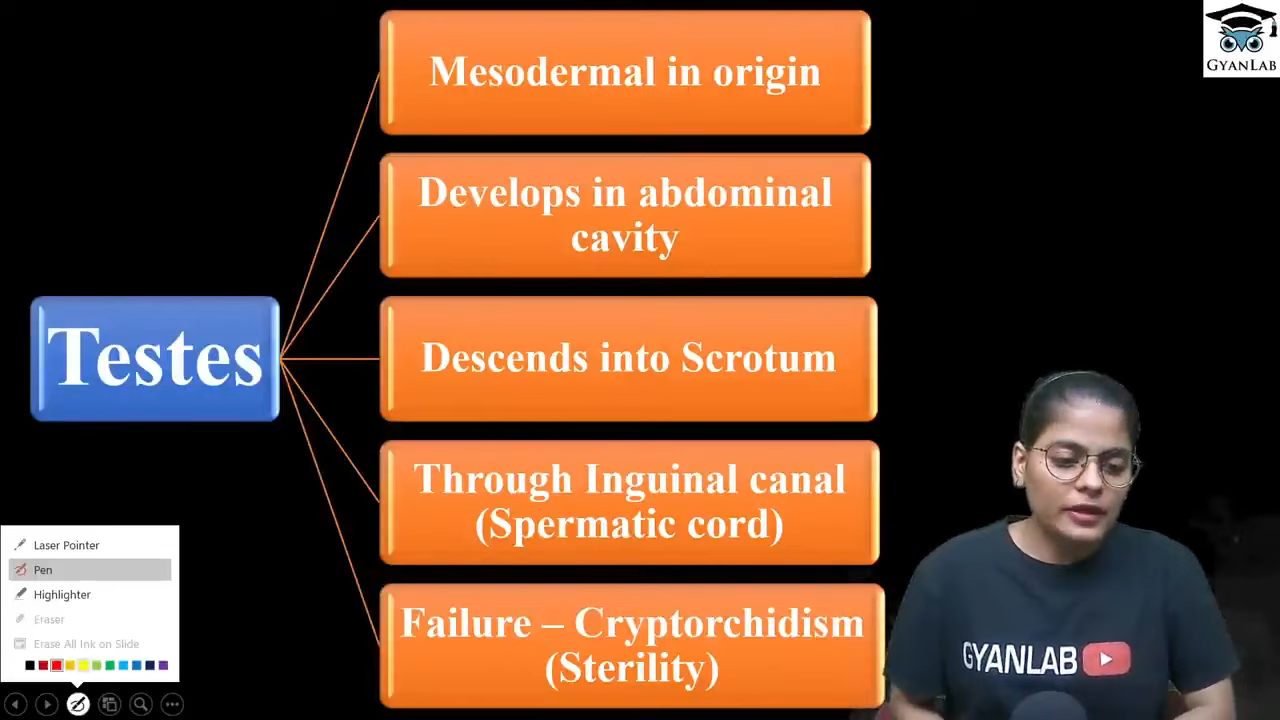 GYANLAB
Mesodermal in origin
Develops in abdominal
cavity
Testes
Descends into Scrotum
Through Inguinal canal
(Spermatic cord)
Failure – Cryptorchidism
(Sterility)
Laser Pointer
Pen
Highlighter
Eraser
Erase All Ink on Slide
GYANLAB